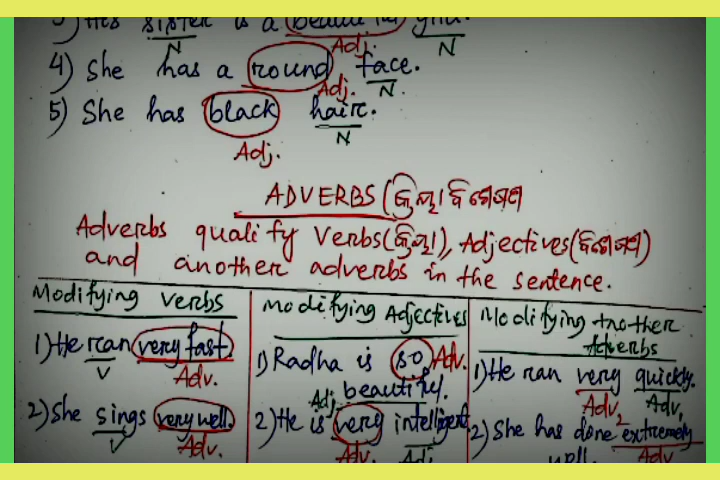 3) His sister is a beautiful girl.
N Adj. N
4) She has a round face.
Adj. N.
5) She has black hair.
Adj. N
ADVERBS (କ୍ରିୟା ବିଶେଷଣ
Adverbs qualify Verbs (କ୍ରିୟା), Adjectives (ବିଶେଷଣ)
and another adverbs in the sentence.
Modifying Verbs
1) He ran very fast.
V Adv.
2) She sings very well.
V Adv.
Modifying Adjectives
1) Radha is so Adv.
Adj. beautiful.
2) He is very intelligent
Adv. Adj
Modifying another
Adverbs
1) He ran very quickly.
Adv2 Adv1
2) She has done extremely
well. Adv